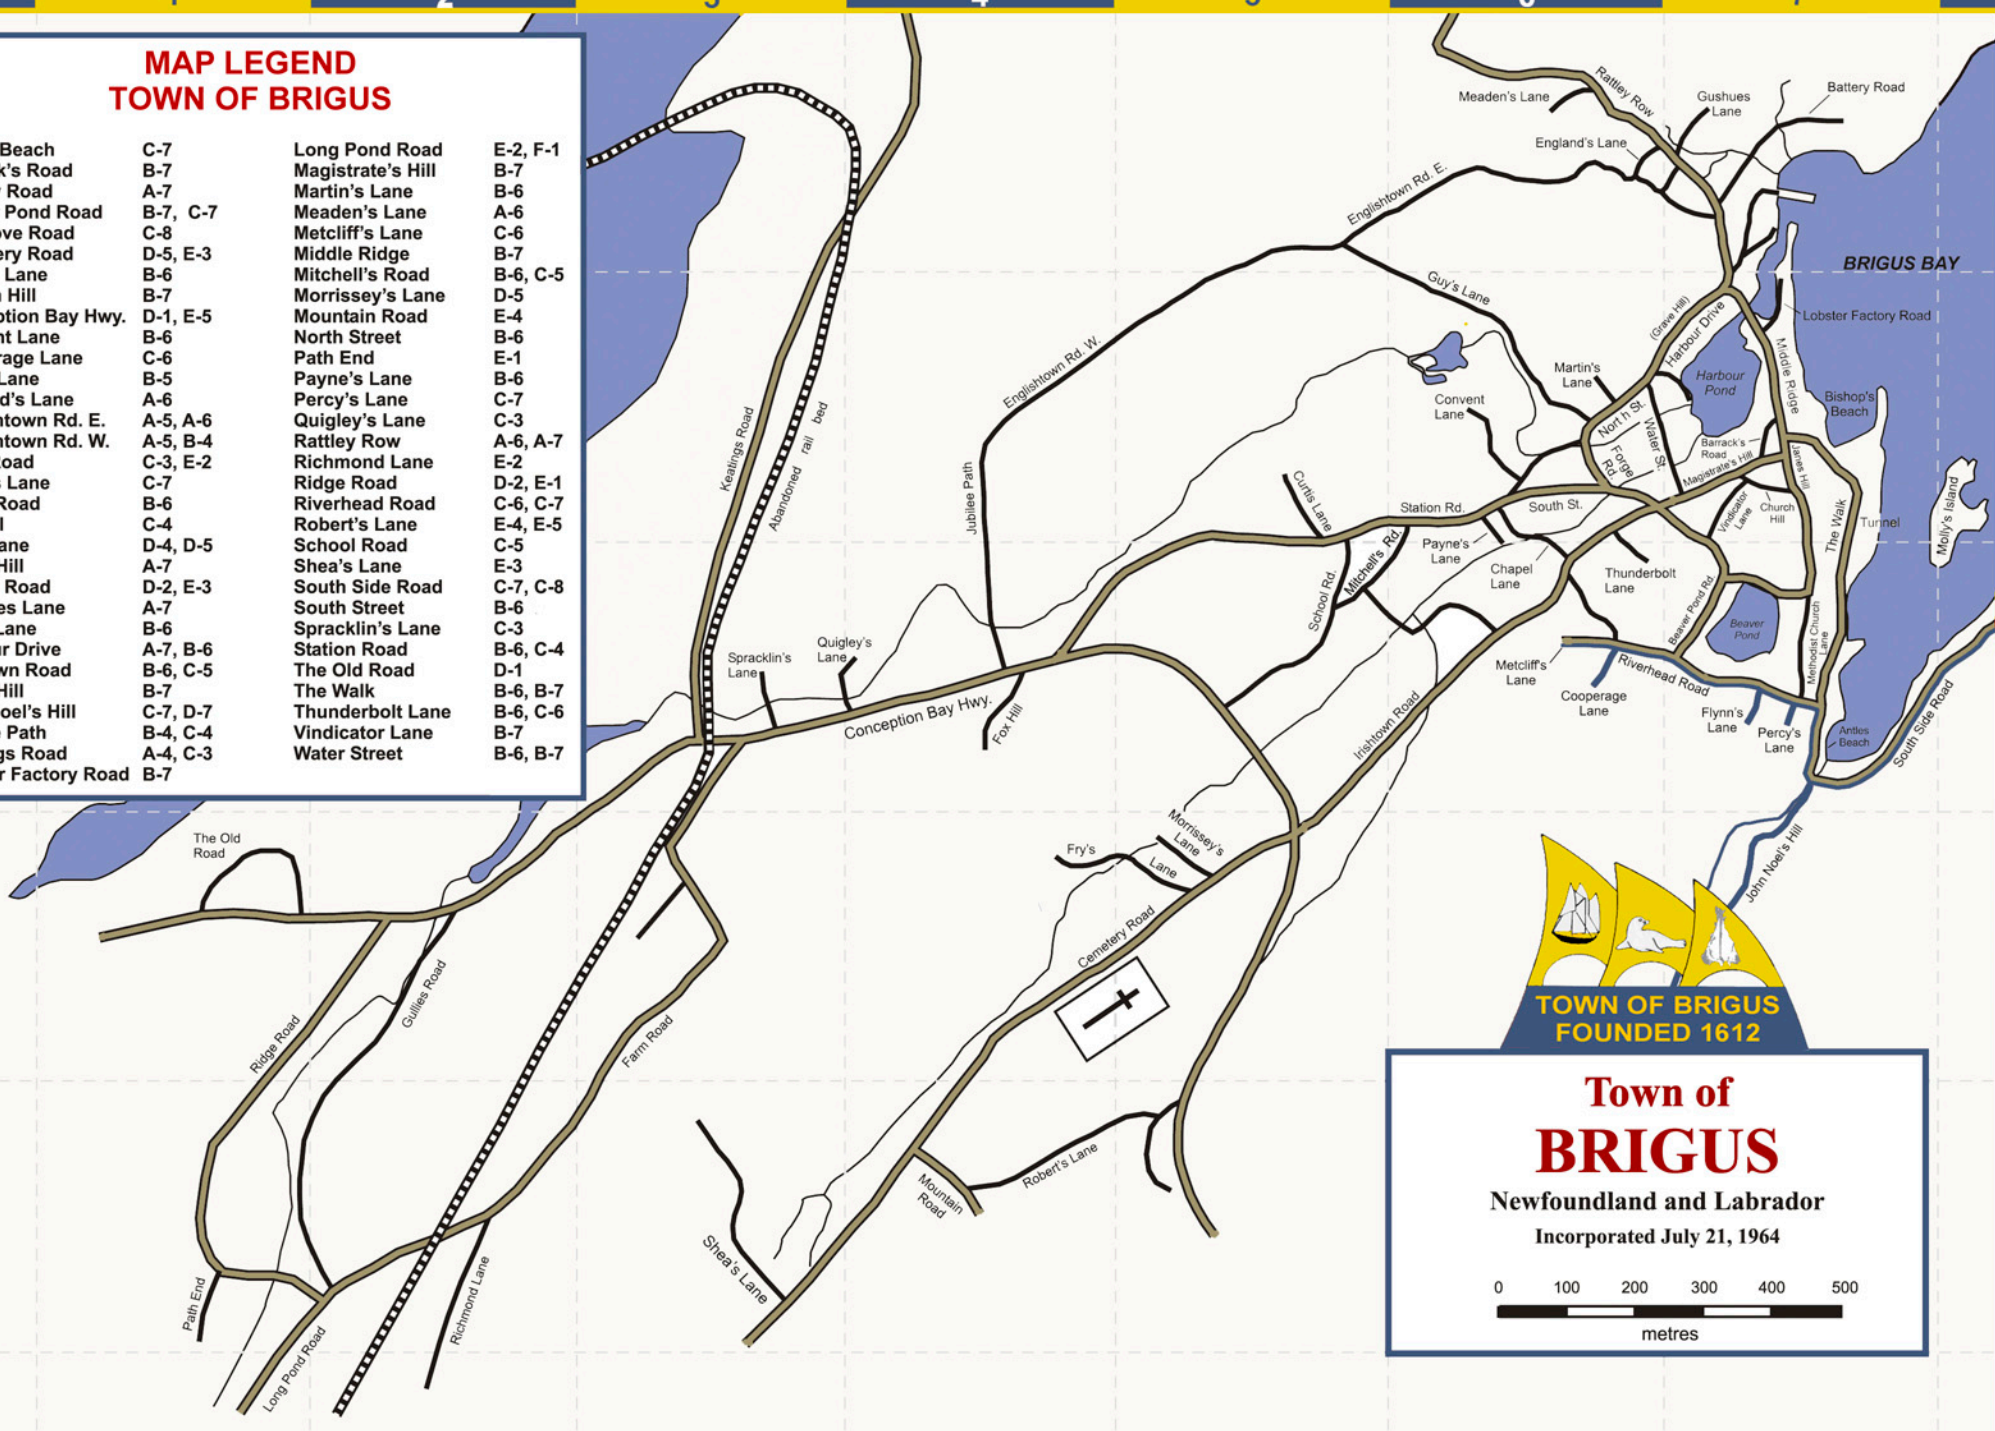 1 2 3 4 5 6 7
MAP LEGEND
TOWN OF BRIGUS
Beach C-7
k's Road B-7
Road A-7
Pond Road B-7, C-7
ove Road C-8
ery Road D-5, E-3
Lane B-6
Hill B-7
ption Bay Hwy. D-1, E-5
nt Lane B-6
rage Lane C-6
Lane B-5
d's Lane A-6
htown Rd. E. A-5, A-6
htown Rd. W. A-5, B-4
oad C-3, E-2
s Lane C-7
Road B-6
l C-4
ane D-4, D-5
Hill A-7
Road D-2, E-3
es Lane A-7
Lane B-6
ur Drive A-7, B-6
wn Road B-6, C-5
Hill B-7
oel's Hill C-7, D-7
e Path B-4, C-4
gs Road A-4, C-3
r Factory Road B-7
Long Pond Road E-2, F-1
Magistrate's Hill B-7
Martin's Lane B-6
Meaden's Lane A-6
Metcliff's Lane C-6
Middle Ridge B-7
Mitchell's Road B-6, C-5
Morrissey's Lane D-5
Mountain Road E-4
North Street B-6
Path End E-1
Payne's Lane B-6
Percy's Lane C-7
Quigley's Lane C-3
Rattley Row A-6, A-7
Richmond Lane E-2
Ridge Road D-2, E-1
Riverhead Road C-6, C-7
Robert's Lane E-4, E-5
School Road C-5
Shea's Lane E-3
South Side Road C-7, C-8
South Street B-6
Spracklin's Lane C-3
Station Road B-6, C-4
The Old Road D-1
The Walk B-6, B-7
Thunderbolt Lane B-6, C-6
Vindicator Lane B-7
Water Street B-6, B-7
Rattley Row
Meaden's Lane
Gushues
Lane
Battery Road
England's Lane
Englishtown Rd. E.
BRIGUS BAY
Guy's Lane
(Grave Hill)
Harbour Drive
Lobster Factory Road
Englishtown Rd. W.
Martin's
Lane
Harbour
Pond
Middle Ridge
Bishop's
Beach
Convent
Lane
North St.
Water St.
Forge
Rd.
Barrack's
Road
Magistrate's Hill
Janes Hill
Keatings Road
Abandoned rail bed
Jubilee Path
Curtis Lane
Station Rd.
South St.
Vindicator
Lane
Church
Hill
The Walk
Tunnel
Molly's Island
Payne's
Lane
Mitchell's Rd.
School Rd.
Chapel
Lane
Thunderbolt
Lane
Beaver Pond Rd.
Beaver
Pond
Methodist Church
Lane
Spracklin's
Lane
Quigley's
Lane
Metcliff's
Lane
Riverhead Road
Cooperage
Lane
Flynn's
Lane
Percy's
Lane
Antles
Beach
South Side Road
Conception Bay Hwy.
Fox Hill
Irishtown Road
The Old
Road
Morrissey's
Lane
Fry's
Lane
John Noel's Hill
Cemetery Road
Gullies Road
Ridge Road
Farm Road
TOWN OF BRIGUS
FOUNDED 1612
Robert's Lane
Mountain
Road
Shea's Lane
Path End
Richmond Lane
Long Pond Road
Town of
BRIGUS
Newfoundland and Labrador
Incorporated July 21, 1964
0 100 200 300 400 500
metres